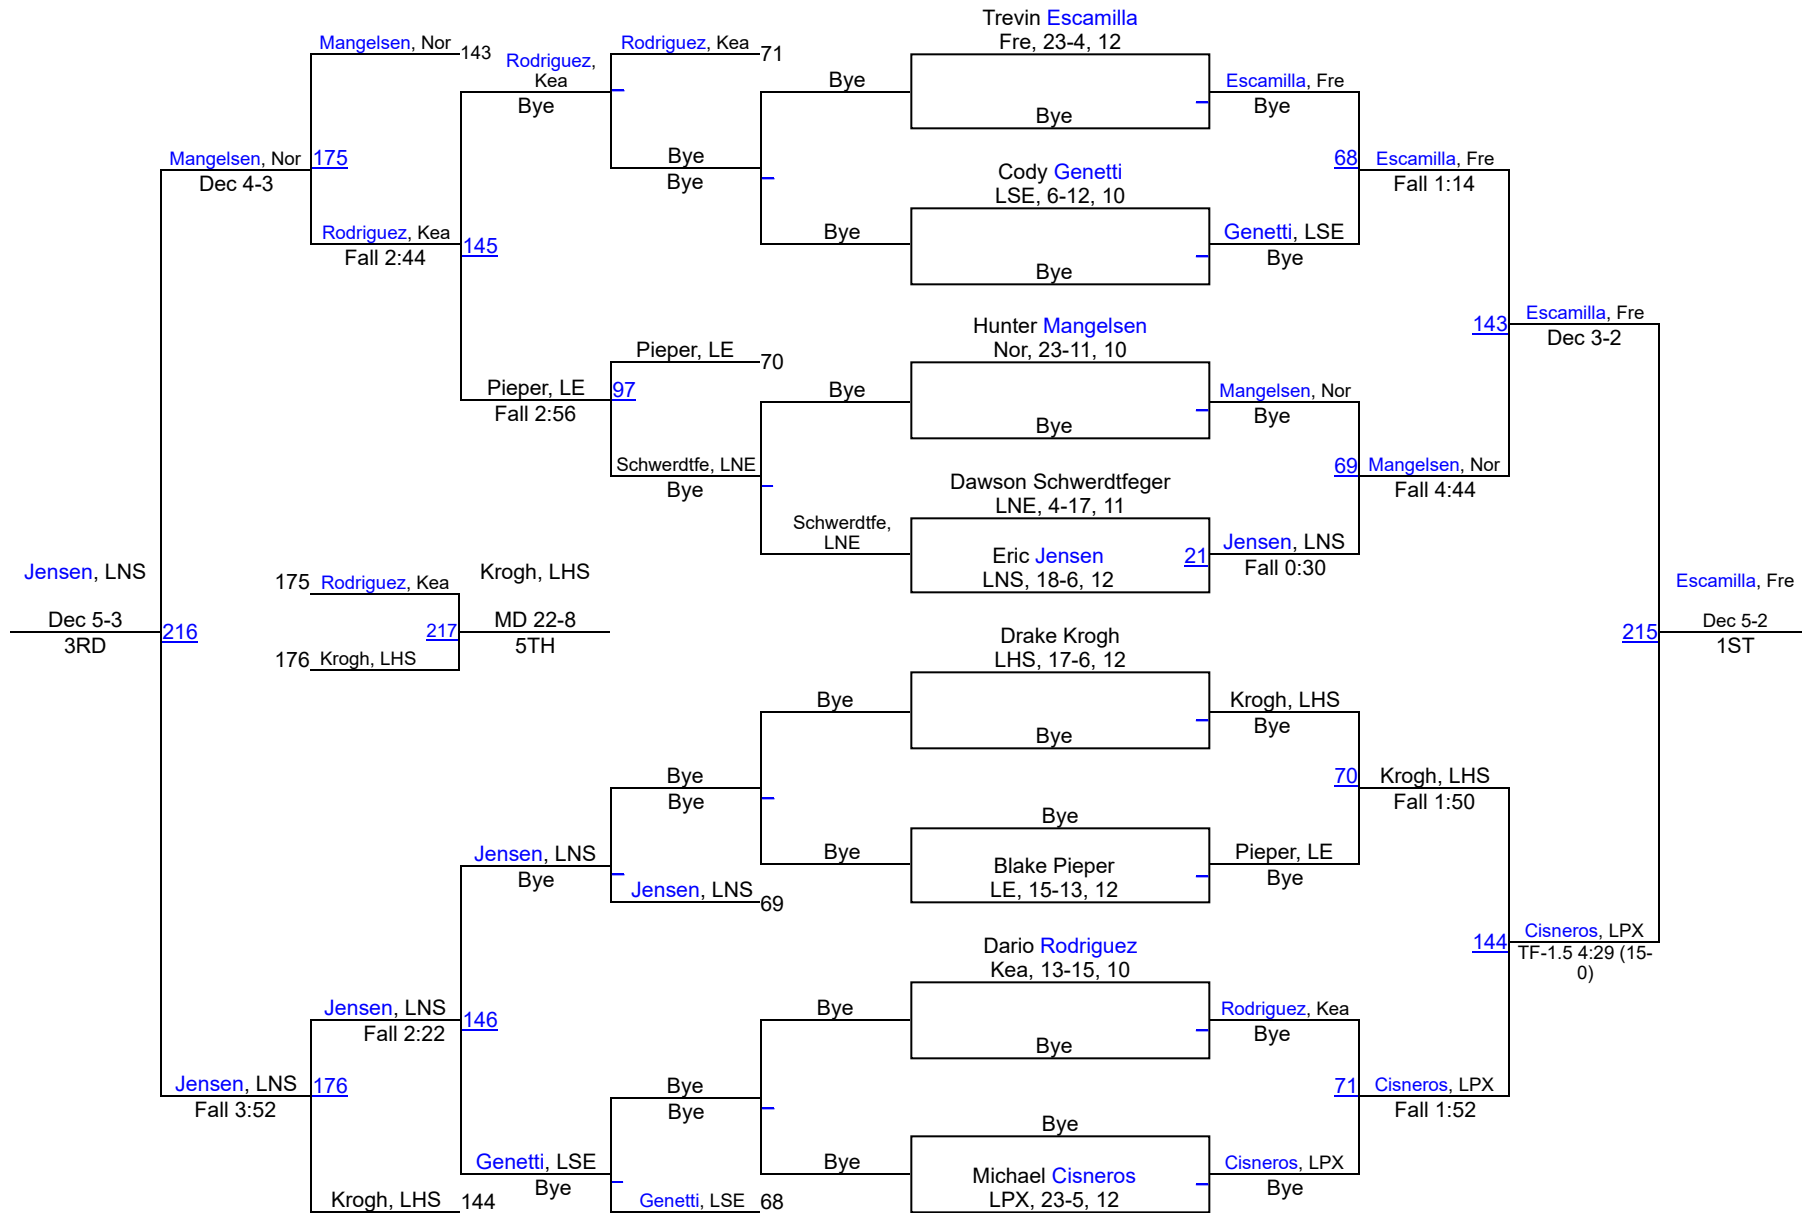 Trevin Escamilla
Fre, 23-4, 12
Mangelsen, Nor
143
Rodriguez,
Kea
Bye
Rodriguez, Kea
71
Bye
Bye
Escamilla, Fre
Bye
Mangelsen, Nor
Dec 4-3
175
Bye
Bye
Cody Genetti
LSE, 6-12, 10
68
Escamilla, Fre
Fall 1:14
Rodriguez, Kea
Fall 2:44
145
Bye
Bye
Genetti, LSE
Bye
Hunter Mangelsen
Nor, 23-11, 10
143
Escamilla, Fre
Dec 3-2
Pieper, LE
70
Pieper, LE
Fall 2:56
97
Bye
Bye
Mangelsen, Nor
Bye
Schwerdtfe, LNE
Bye
69
Mangelsen, Nor
Fall 4:44
Dawson Schwerdtfeger
LNE, 4-17, 11
Schwerdtfe,
LNE
Eric Jensen
LNS, 18-6, 12
21
Jensen, LNS
Fall 0:30
Jensen, LNS
Dec 5-3
3RD
216
175
Rodriguez, Kea
Krogh, LHS
217
MD 22-8
5TH
176
Krogh, LHS
Escamilla, Fre
215
Dec 5-2
1ST
Drake Krogh
LHS, 17-6, 12
Bye
Bye
Krogh, LHS
Bye
Bye
Bye
70
Krogh, LHS
Fall 1:50
Bye
Bye
Blake Pieper
LE, 15-13, 12
Pieper, LE
Bye
Jensen, LNS
Bye
Jensen, LNS
69
144
Cisneros, LPX
TF-1.5 4:29 (15-
0)
Dario Rodriguez
Kea, 13-15, 10
Jensen, LNS
Fall 2:22
146
Bye
Bye
Rodriguez, Kea
Bye
Jensen, LNS
Fall 3:52
176
Bye
Bye
71
Cisneros, LPX
Fall 1:52
Bye
Genetti, LSE
Bye
Bye
Michael Cisneros
LPX, 23-5, 12
Cisneros, LPX
Bye
Krogh, LHS
144
Genetti, LSE
68